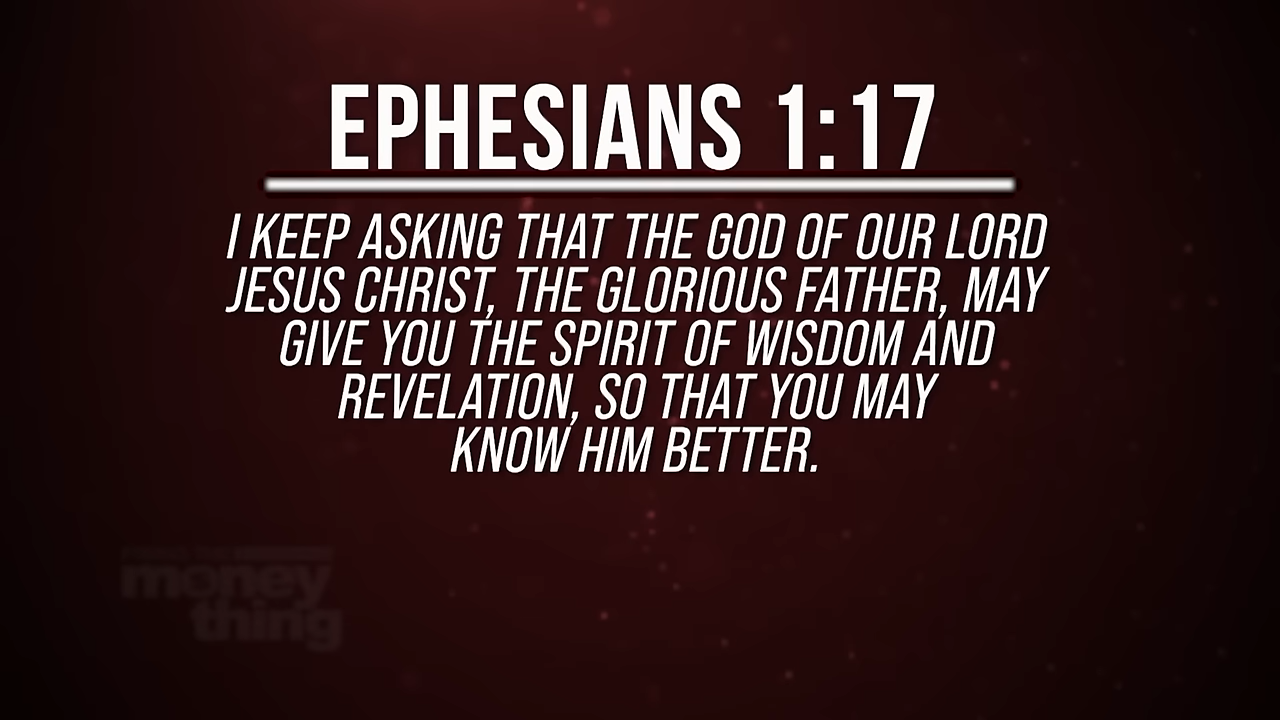 EPHESIANS 1:17
I KEEP ASKING THAT THE GOD OF OUR LORD
JESUS CHRIST, THE GLORIOUS FATHER, MAY
GIVE YOU THE SPIRIT OF WISDOM AND
REVELATION, SO THAT YOU MAY
KNOW HIM BETTER.
money
thing